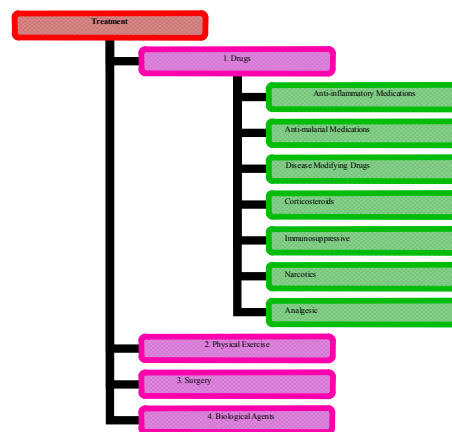 Treatment
1. Drugs
Anti-inflammatory Medications
Anti-malarial Medications
Disease Modifying Drugs
Corticosteroids
Immunosuppressive
Narcotics
Analgesic
2. Physical Exercise
3. Surgery
4. Biological Agents